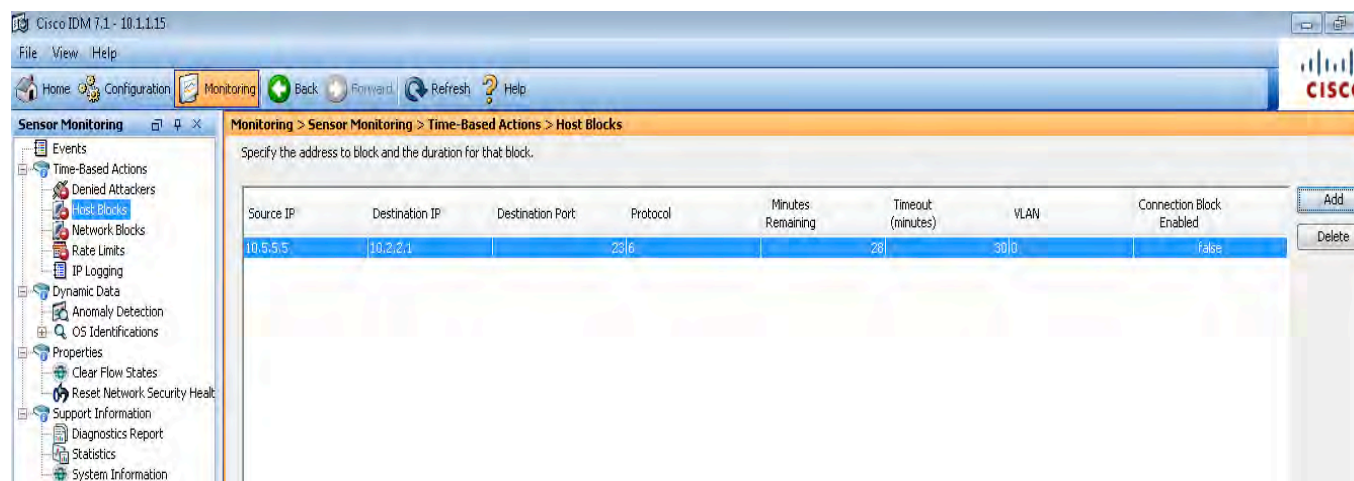 Cisco IDM 7.1 - 10.1.1.15
File View Help
Home Configuration Monitoring Back Forward Refresh Help
CISCO
Sensor Monitoring
Monitoring > Sensor Monitoring > Time-Based Actions > Host Blocks
Events
Time-Based Actions
Denied Attackers
Host Blocks
Network Blocks
Rate Limits
IP Logging
Dynamic Data
Anomaly Detection
OS Identifications
Properties
Clear Flow States
Reset Network Security Healt
Support Information
Diagnostics Report
Statistics
System Information
Specify the address to block and the duration for that block.
Source IP Destination IP Destination Port Protocol Minutes Remaining Timeout (minutes) VLAN Connection Block Enabled
10.5.5.5 10.2.2.1 23 6 28 30 0 false
Add
Delete